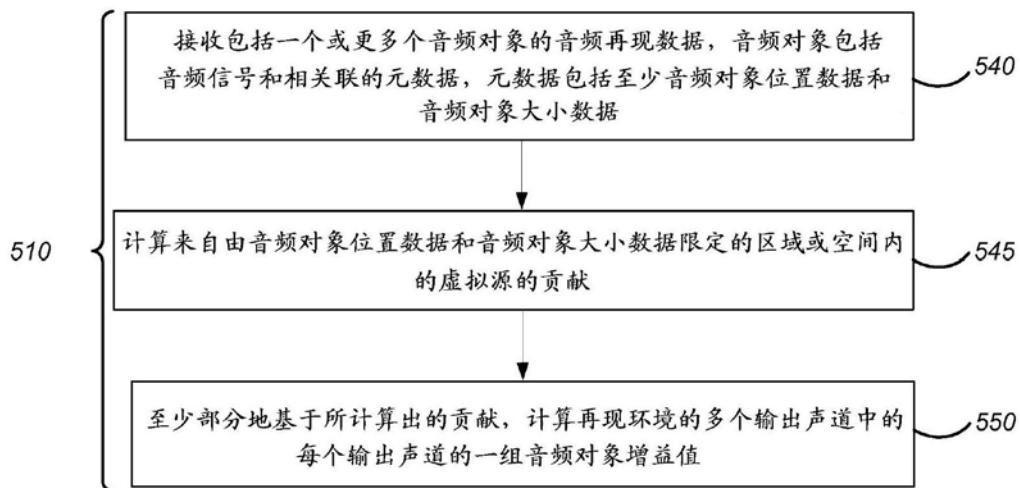 接收包括一个或更多个音频对象的音频再现数据，音频对象包括
音频信号和相关联的元数据，元数据包括至少音频对象位置数据和
音频对象大小数据
540
510
计算来自由音频对象位置数据和音频对象大小数据限定的区域或空间内
的虚拟源的贡献
545
至少部分地基于所计算出的贡献，计算再现环境的多个输出声道中的
每个输出声道的一组音频对象增益值
550